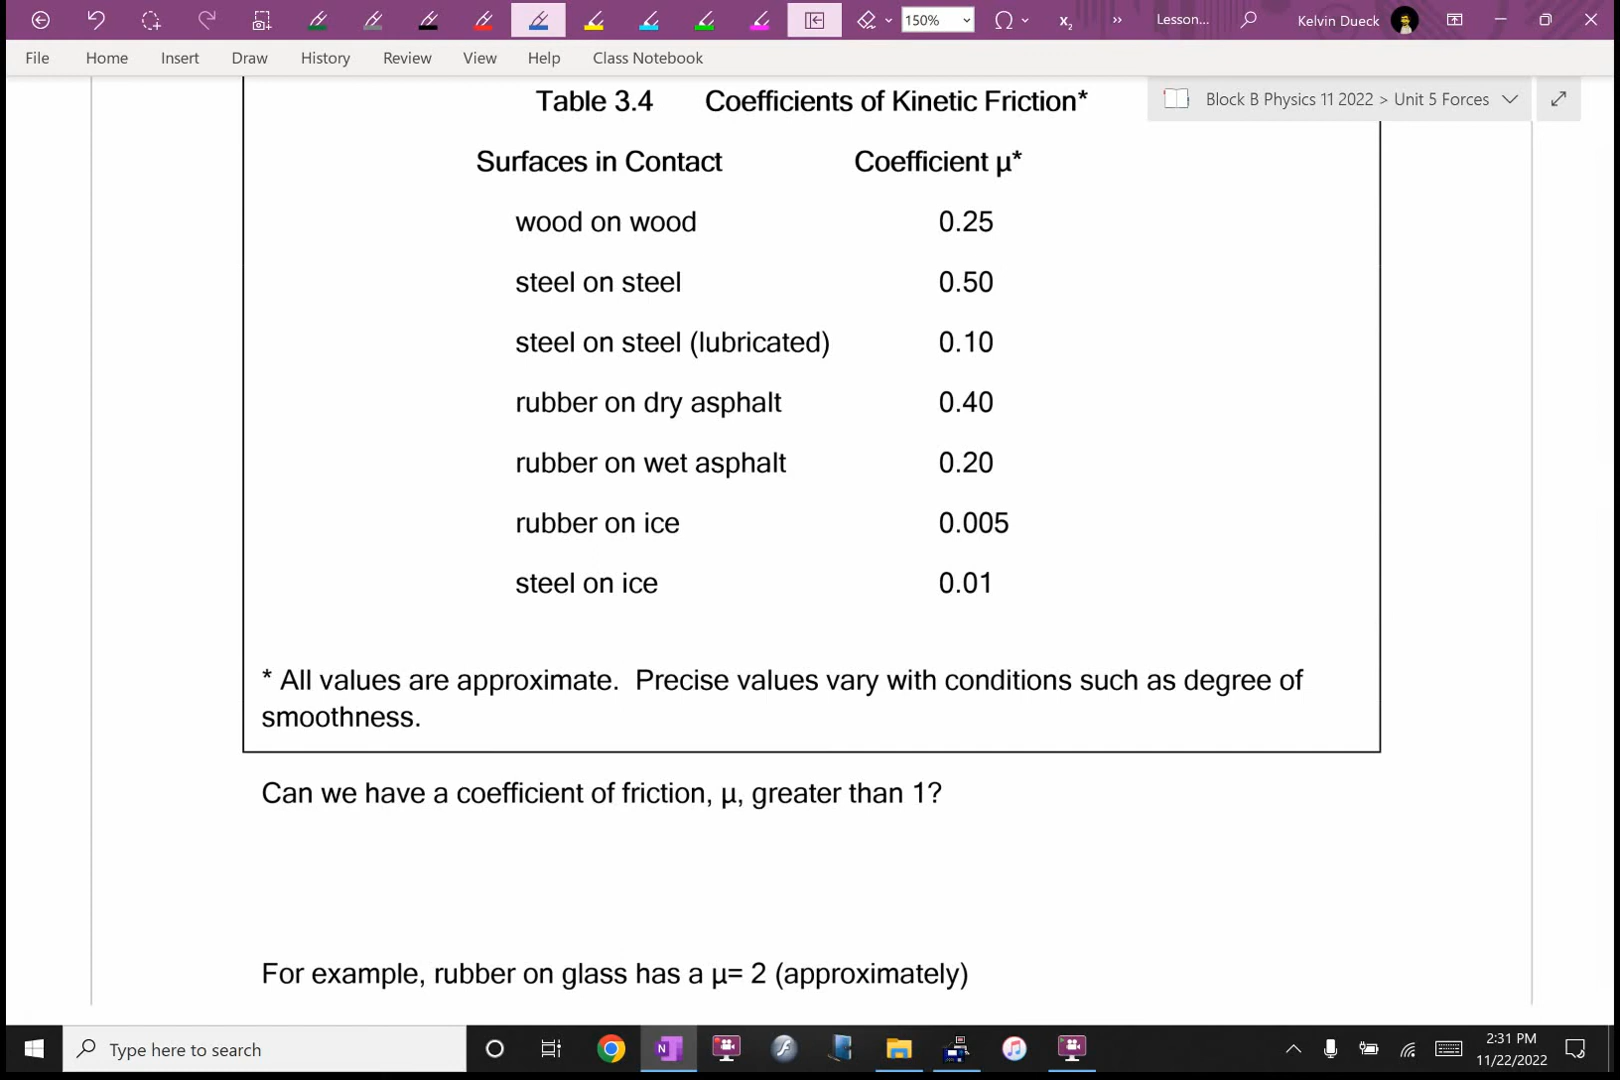 150%
Ω
x₂
»
Lesson...
Kelvin Dueck
File Home Insert Draw History Review View Help Class Notebook
Block B Physics 11 2022 > Unit 5 Forces
Table 3.4 Coefficients of Kinetic Friction*
Surfaces in Contact Coefficient μ*
wood on wood 0.25
steel on steel 0.50
steel on steel (lubricated) 0.10
rubber on dry asphalt 0.40
rubber on wet asphalt 0.20
rubber on ice 0.005
steel on ice 0.01
* All values are approximate. Precise values vary with conditions such as degree of
smoothness.
Can we have a coefficient of friction, μ, greater than 1?
For example, rubber on glass has a μ= 2 (approximately)
Type here to search
N
2:31 PM
11/22/2022